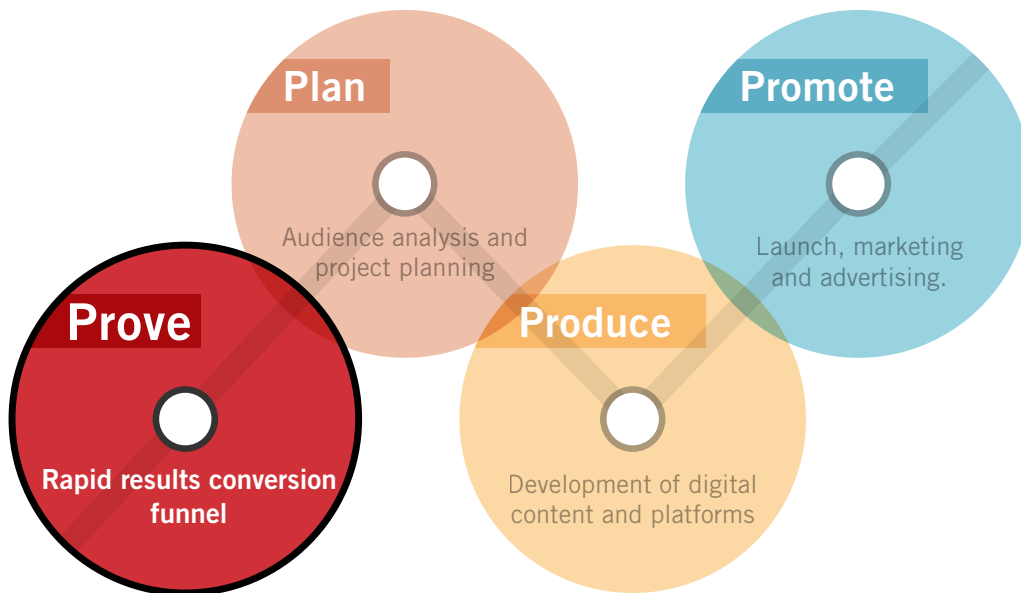 Prove
Rapid results conversion
funnel
Plan
Audience analysis and
project planning
Produce
Development of digital
content and platforms
Promote
Launch, marketing
and advertising.